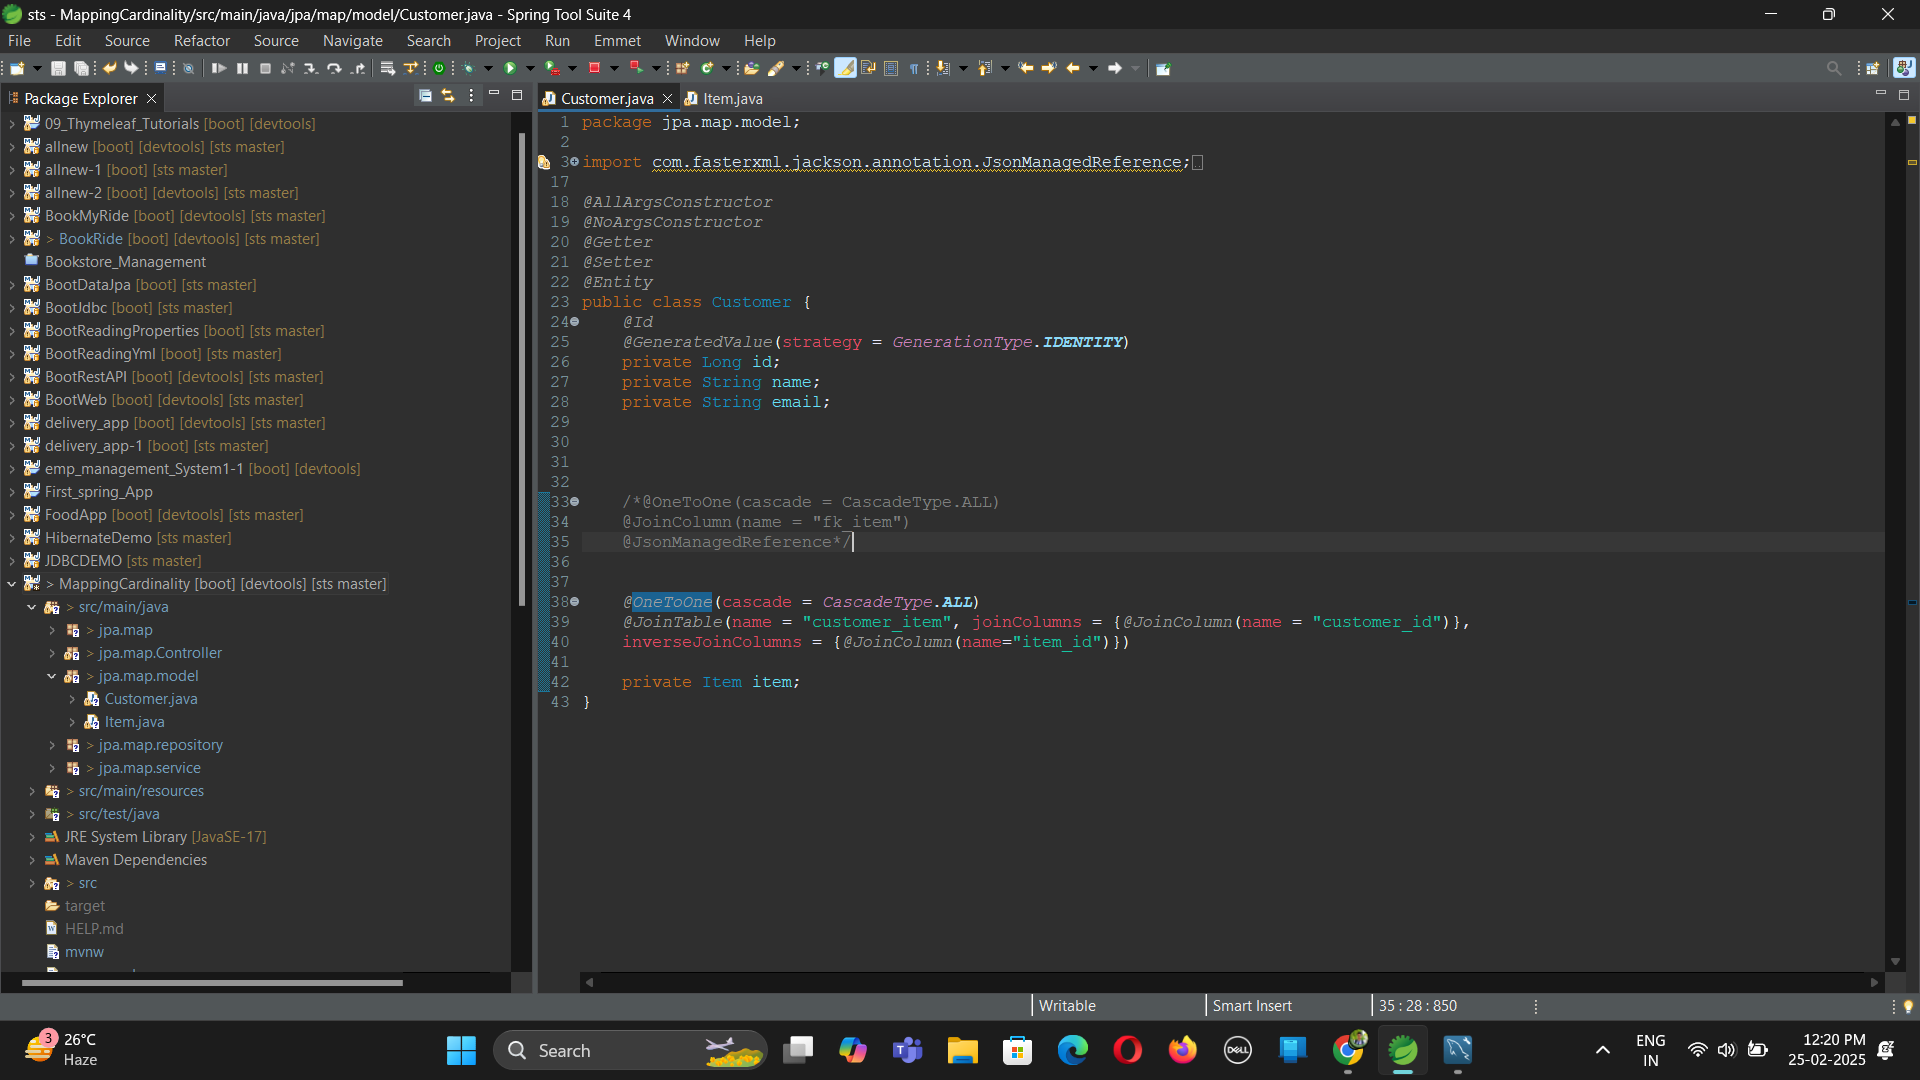 sts - MappingCardinality/src/main/java/jpa/map/model/Customer.java - Spring Tool Suite 4
File Edit Source Refactor Source Navigate Search Project Run Emmet Window Help
Package Explorer
Customer.java
Item.java
> 09_Thymeleaf_Tutorials [boot] [devtools]
> allnew [boot] [devtools] [sts master]
> allnew-1 [boot] [sts master]
> allnew-2 [boot] [devtools] [sts master]
> BookMyRide [boot] [devtools] [sts master]
> > BookRide [boot] [devtools] [sts master]
Bookstore_Management
> BootDataJpa [boot] [sts master]
> BootJdbc [boot] [sts master]
> BootReadingProperties [boot] [sts master]
> BootReadingYml [boot] [sts master]
> BootRestAPI [boot] [devtools] [sts master]
> BootWeb [boot] [devtools] [sts master]
> delivery_app [boot] [devtools] [sts master]
> delivery_app-1 [boot] [sts master]
> emp_management_System1-1 [boot] [devtools]
> First_spring_App
> FoodApp [boot] [devtools] [sts master]
> HibernateDemo [sts master]
> JDBCDEMO [sts master]
> MappingCardinality [boot] [devtools] [sts master]
> src/main/java
> jpa.map
> jpa.map.Controller
> jpa.map.model
Customer.java
Item.java
> jpa.map.repository
> jpa.map.service
> src/main/resources
> src/test/java
JRE System Library [JavaSE-17]
Maven Dependencies
> src
target
HELP.md
mvnw
1 package jpa.map.model;
2
3 import com.fasterxml.jackson.annotation.JsonManagedReference;
17
18 @AllArgsConstructor
19 @NoArgsConstructor
20 @Getter
21 @Setter
22 @Entity
23 public class Customer {
24 @Id
25 @GeneratedValue(strategy = GenerationType.IDENTITY)
26 private Long id;
27 private String name;
28 private String email;
29
30
31
32
33 /*@OneToOne(cascade = CascadeType.ALL)
34 @JoinColumn(name = "fk_item")
35 @JsonManagedReference*/
36
37
38 @OneToOne(cascade = CascadeType.ALL)
39 @JoinTable(name = "customer_item", joinColumns = {@JoinColumn(name = "customer_id")},
40 inverseJoinColumns = {@JoinColumn(name="item_id")})
41
42 private Item item;
43 }
Writable
Smart Insert
35 : 28 : 850
3
26°C
Haze
Search
DELL
ENG
IN
12:20 PM
25-02-2025